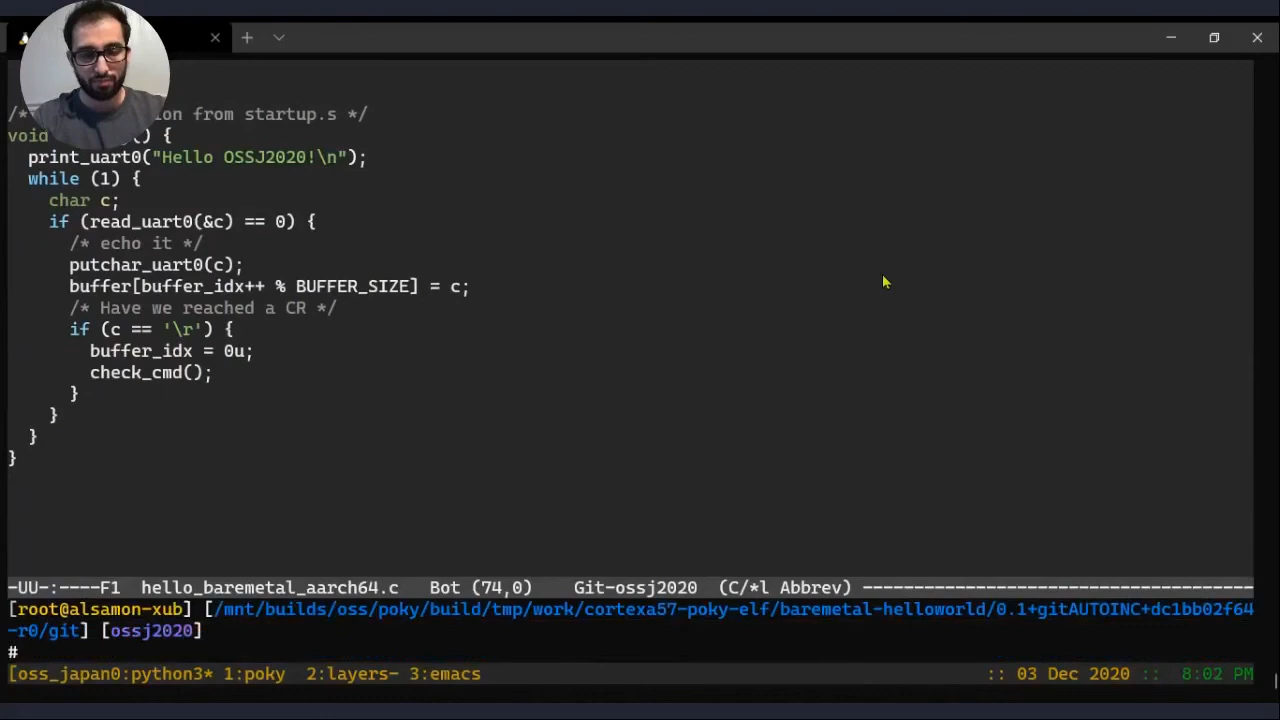 /* ion from startup.s */
void () {
  print_uart0("Hello OSSJ2020!\n");
  while (1) {
    char c;
    if (read_uart0(&c) == 0) {
      /* echo it */
      putchar_uart0(c);
      buffer[buffer_idx++ % BUFFER_SIZE] = c;
      /* Have we reached a CR */
      if (c == '\r') {
        buffer_idx = 0u;
        check_cmd();
      }
    }
  }
}
-UU-:----F1  hello_baremetal_aarch64.c   Bot (74,0)    Git-ossj2020  (C/*l Abbrev) --------------------------------------
[root@alsamon-xub] [/mnt/builds/oss/poky/build/tmp/work/cortexa57-poky-elf/baremetal-helloworld/0.1+gitAUTOINC+dc1bb02f64
-r0/git] [ossj2020]
#
[oss_japan0:python3* 1:poky  2:layers- 3:emacs :: 03 Dec 2020 :: 8:02 PM